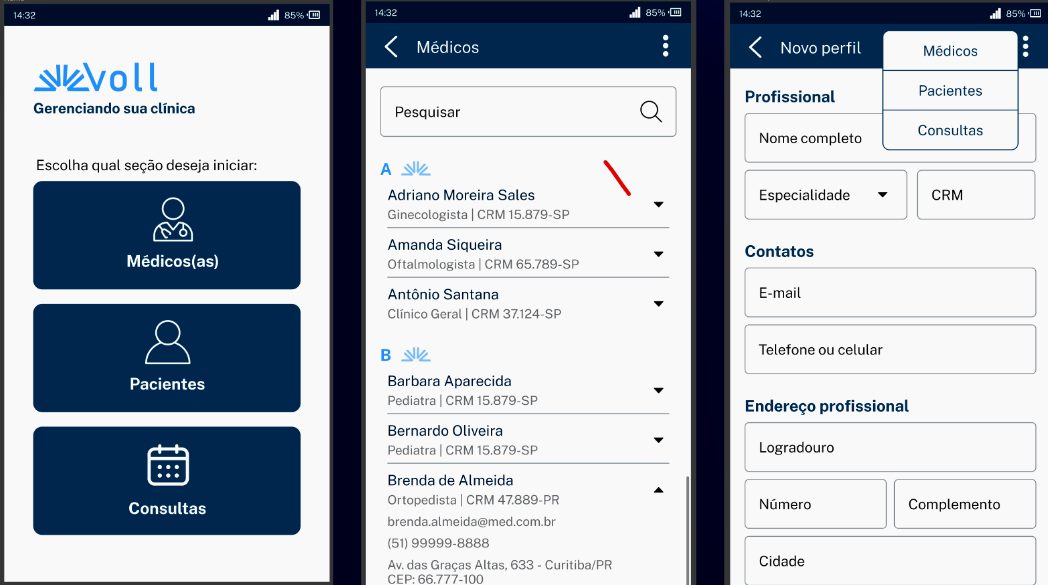 14:32
85%
Voll
Gerenciando sua clínica
Escolha qual seção deseja iniciar:
Médicos(as)
Pacientes
Consultas
14:32
85%
Médicos
Pesquisar
A
Adriano Moreira Sales
Ginecologista | CRM 15.879-SP
Amanda Siqueira
Oftalmologista | CRM 65.789-SP
Antônio Santana
Clínico Geral | CRM 37.124-SP
B
Barbara Aparecida
Pediatra | CRM 15.879-SP
Bernardo Oliveira
Pediatra | CRM 15.879-SP
Brenda de Almeida
Ortopedista | CRM 47.889-PR
brenda.almeida@med.com.br
(51) 99999-8888
Av. das Graças Altas, 633 - Curitiba/PR
CEP: 66.777-100
14:32
85%
Novo perfil
Médicos
Pacientes
Consultas
Profissional
Nome completo
Especialidade
CRM
Contatos
E-mail
Telefone ou celular
Endereço profissional
Logradouro
Número
Complemento
Cidade